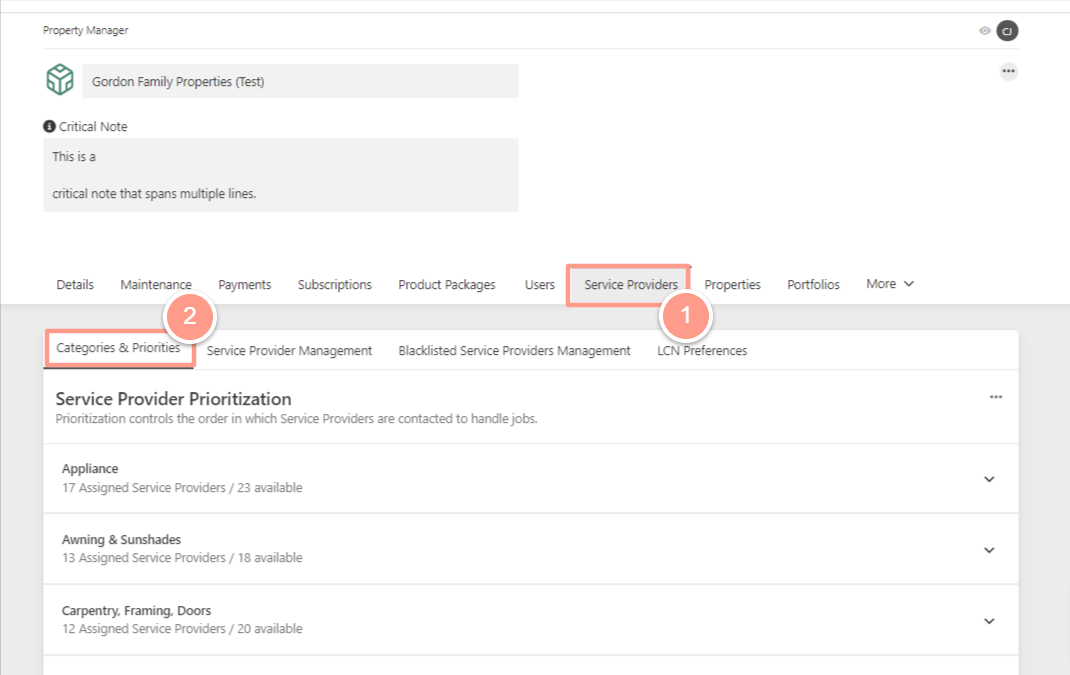 Property Manager
CJ
Gordon Family Properties (Test)
Critical Note
This is a
critical note that spans multiple lines.
Details Maintenance Payments Subscriptions Product Packages Users Service Providers Properties Portfolios More
2 1
Categories & Priorities Service Provider Management Blacklisted Service Providers Management LCN Preferences
Service Provider Prioritization
Prioritization controls the order in which Service Providers are contacted to handle jobs.
Appliance
17 Assigned Service Providers / 23 available
Awning & Sunshades
13 Assigned Service Providers / 18 available
Carpentry, Framing, Doors
12 Assigned Service Providers / 20 available